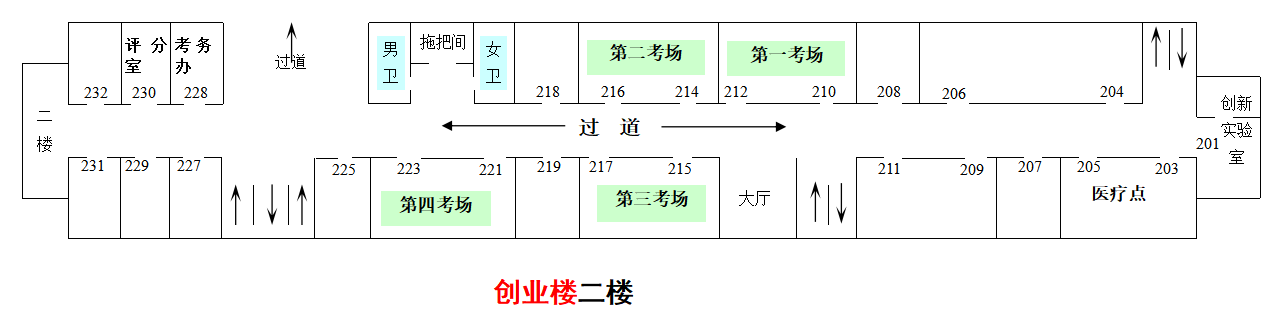 评 分
室
考务
办
过道
男
卫
拖把间
女
卫
第二考场
第一考场
232
230
228
218
216
214
212
210
208
206
204
二
楼
过 道
创新
实验
室
201
231
229
227
225
223
221
219
217
215
211
209
207
205
203
第四考场
第三考场
大厅
医疗点
创业楼二楼